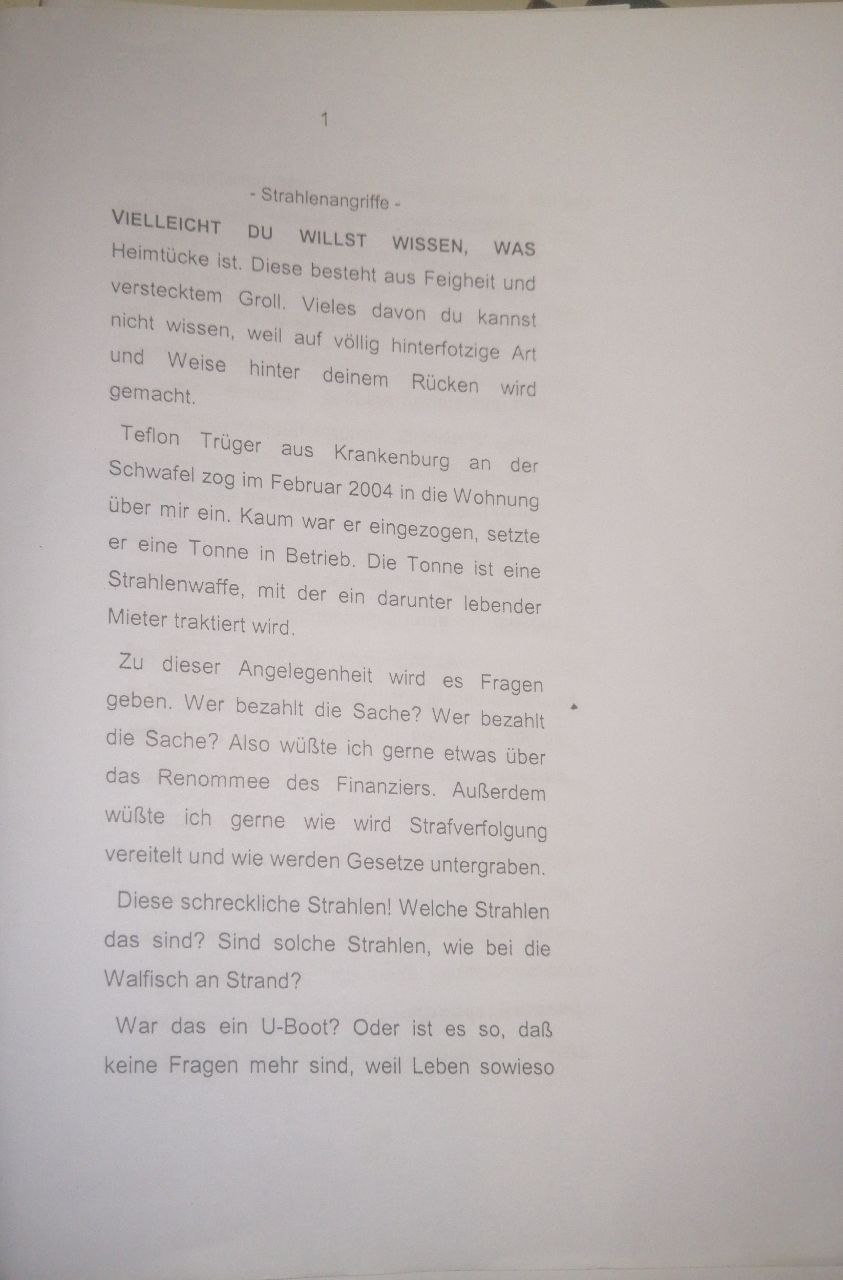 1
- Strahlenangriffe -
VIELLEICHT DU WILLST WISSEN, WAS
Heimtücke ist. Diese besteht aus Feigheit und
verstecktem Groll. Vieles davon du kannst
nicht wissen, weil auf völlig hinterfotzige Art
und Weise hinter deinem Rücken wird
gemacht.
Teflon Trüger aus Krankenburg an der
Schwafel zog im Februar 2004 in die Wohnung
über mir ein. Kaum war er eingezogen, setzte
er eine Tonne in Betrieb. Die Tonne ist eine
Strahlenwaffe, mit der ein darunter lebender
Mieter traktiert wird.
Zu dieser Angelegenheit wird es Fragen
geben. Wer bezahlt die Sache? Wer bezahlt
die Sache? Also wüßte ich gerne etwas über
das Renommee des Finanziers. Außerdem
wüßte ich gerne wie wird Strafverfolgung
vereitelt und wie werden Gesetze untergraben.
Diese schreckliche Strahlen! Welche Strahlen
das sind? Sind solche Strahlen, wie bei die
Walfisch an Strand?
War das ein U-Boot? Oder ist es so, daß
keine Fragen mehr sind, weil Leben sowieso